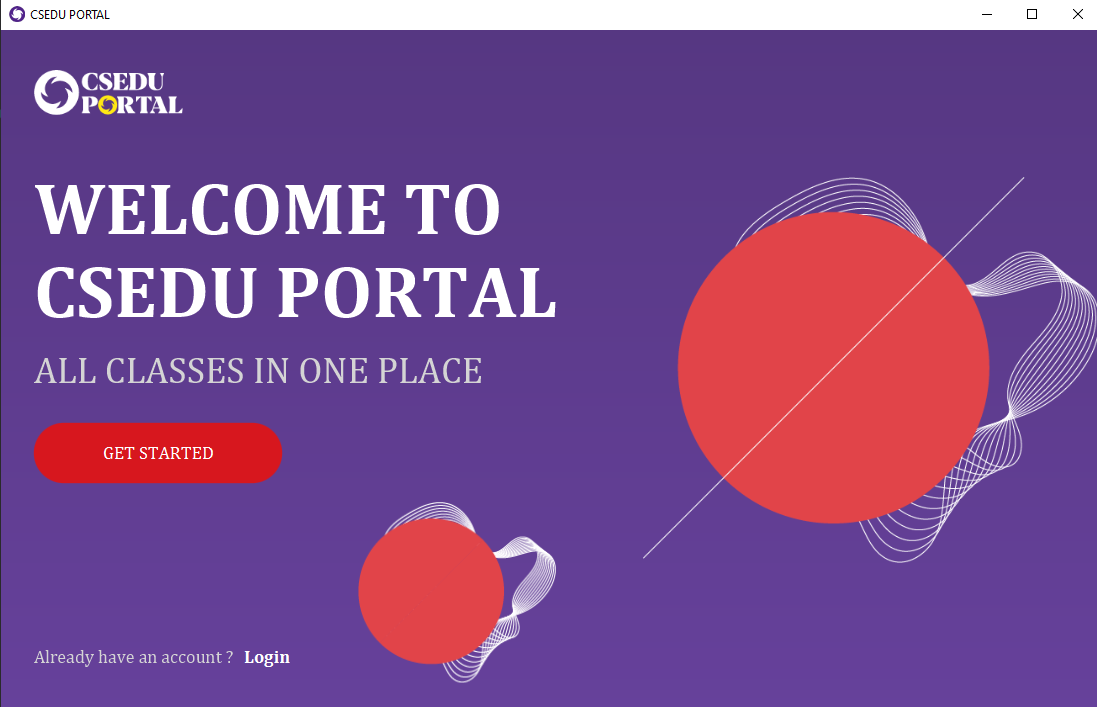 CSEDU PORTAL
CSEDU
PORTAL
WELCOME TO
CSEDU PORTAL
ALL CLASSES IN ONE PLACE
GET STARTED
Already have an account ? Login